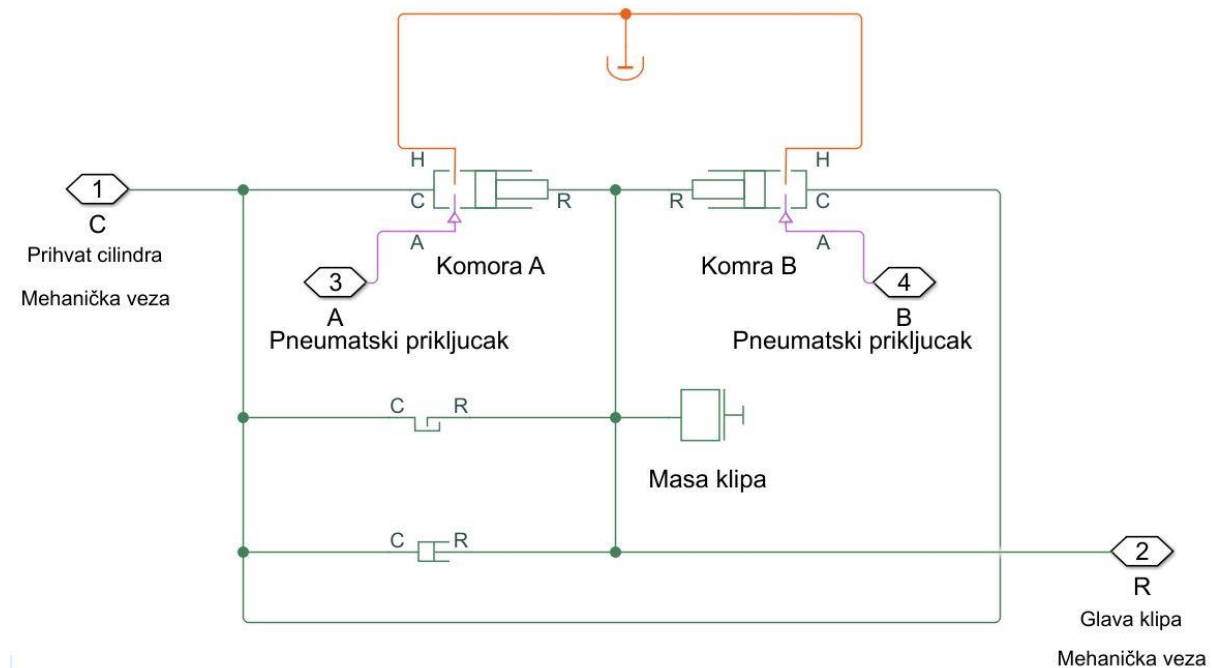 H
H
1
C
R
R
C
C
A
A
Prihvat cilindra
Komora A
Komra B
Mehanička veza
3
4
A
B
Pneumatski prikljucak
Pneumatski prikljucak
C
R
Masa klipa
C
R
2
R
Glava klipa
Mehanička veza